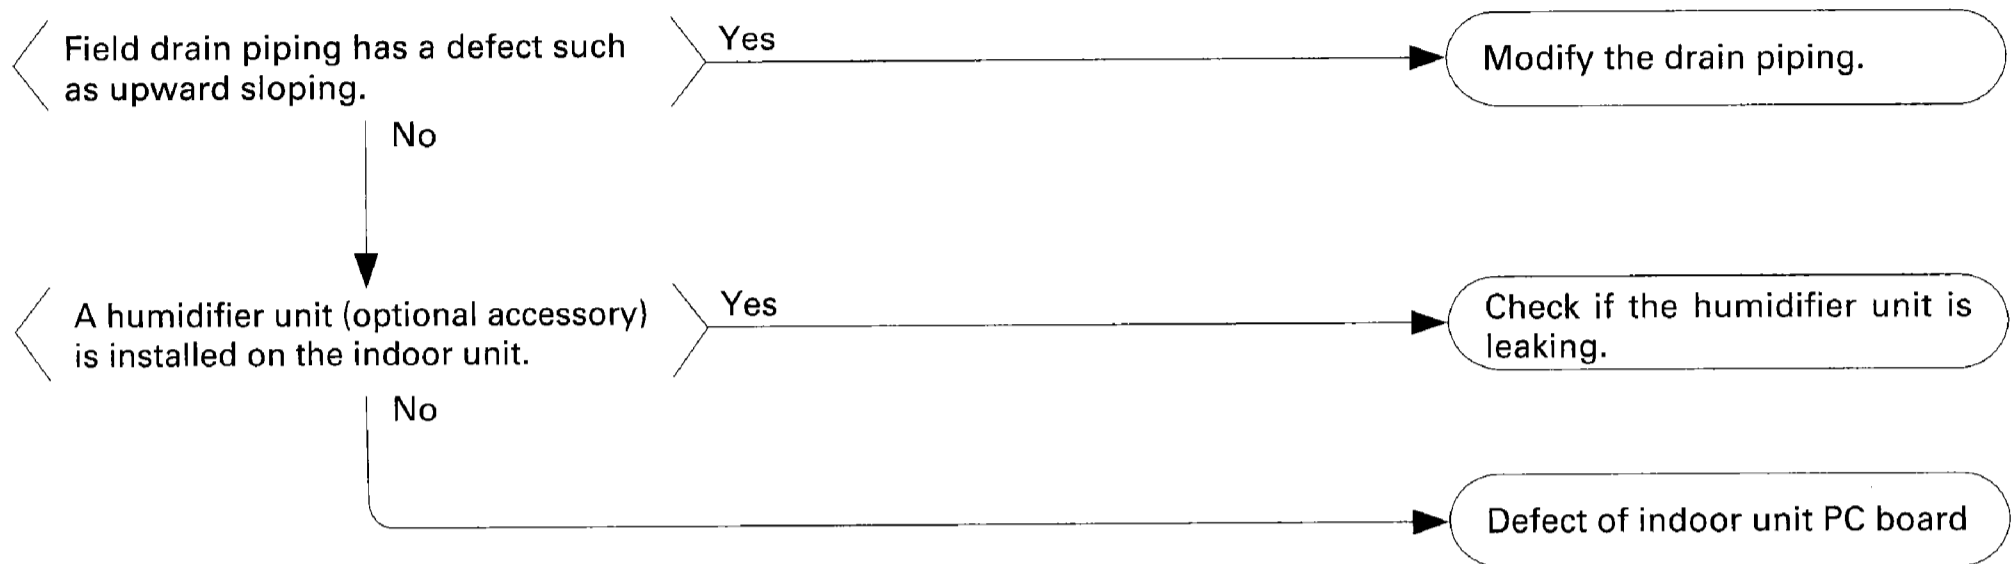 Field drain piping has a defect such
as upward sloping.
Yes
Modify the drain piping.
No
A humidifier unit (optional accessory)
is installed on the indoor unit.
Yes
Check if the humidifier unit is
leaking.
No
Defect of indoor unit PC board